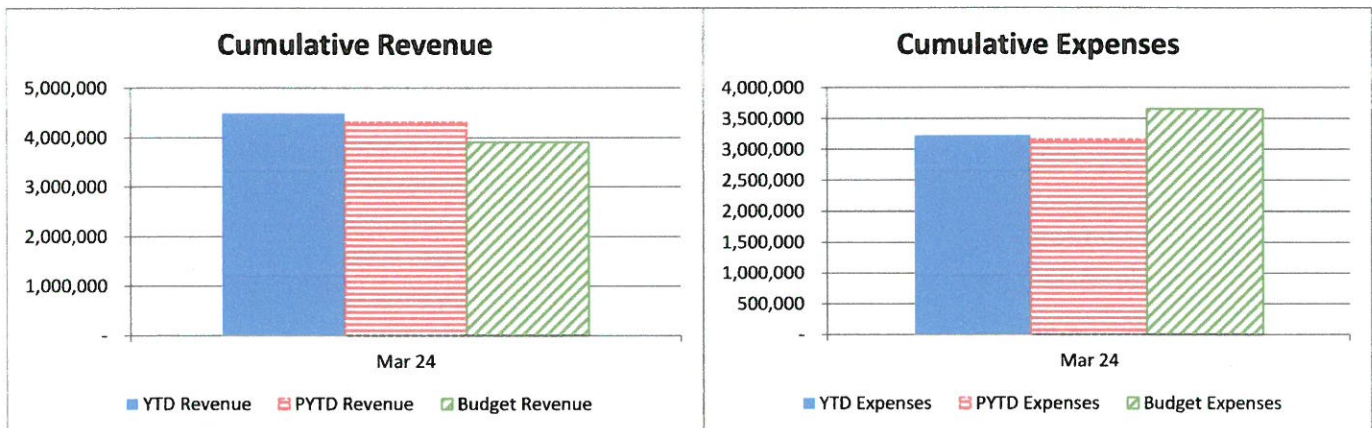 Cumulative Revenue
5,000,000
4,000,000
3,000,000
2,000,000
1,000,000
-
Mar 24
YTD Revenue PYTD Revenue Budget Revenue
Cumulative Expenses
4,000,000
3,500,000
3,000,000
2,500,000
2,000,000
1,500,000
1,000,000
500,000
-
Mar 24
YTD Expenses PYTD Expenses Budget Expenses